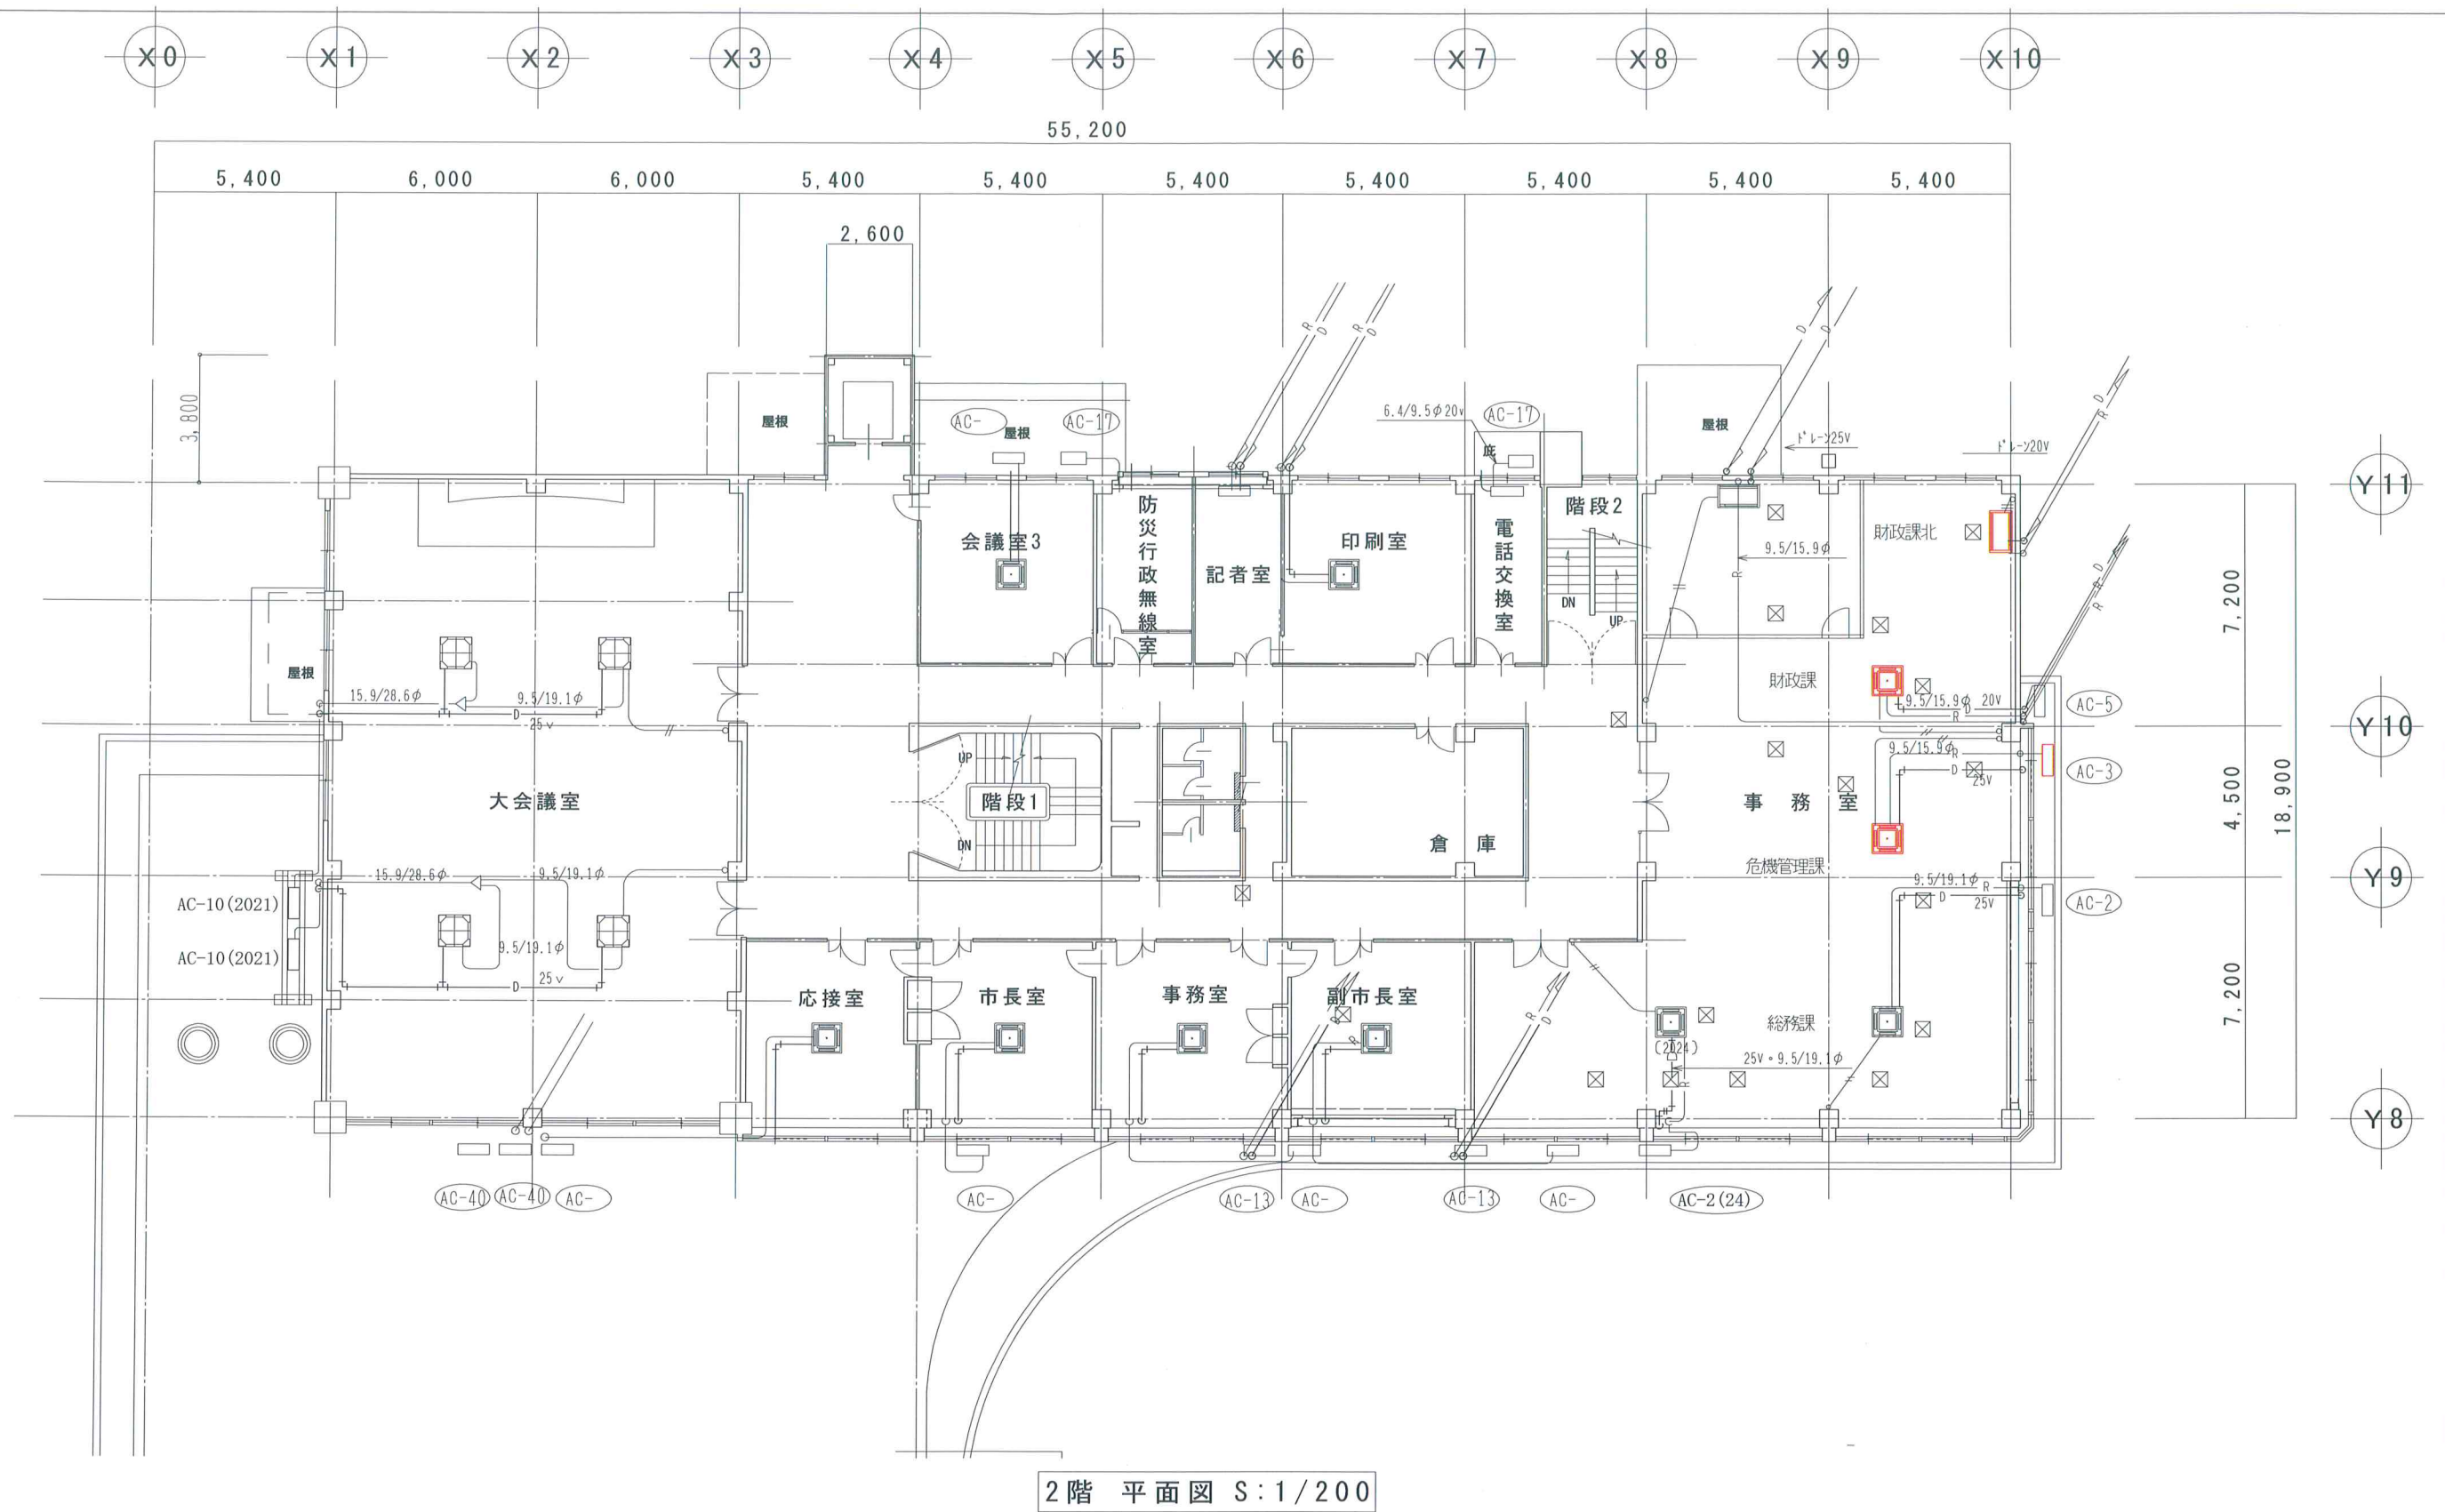 X0 X1 X2 X3 X4 X5 X6 X7 X8 X9 X10
55,200
5,400 6,000 6,000 5,400 5,400 5,400 5,400 5,400 5,400 5,400
2,600
3,800
R D R D D D
R D
屋根
AC-
屋根
AC-17
6.4/9.5φ20v
AC-17
庇
屋根
ドレーン25V
ドレーン20V
Y11
会議室3
防災行政無線室
記者室
印刷室
電話交換室
階段2
DN
UP
9.5/15.9φ
R
財政課北
R R D
7,200
屋根
15.9/28.6φ
9.5/19.1φ
D
25v
財政課
9.5/15.9φ 20V
D
R
AC-5
Y10
UP
階段1
DN
大会議室
倉庫
事務室
9.5/15.9φ
R
D
25V
AC-3
4,500
18,900
危機管理課
15.9/28.6φ
9.5/19.1φ
9.5/19.1φ
R
D
25V
AC-2
Y9
AC-10(2021)
AC-10(2021)
9.5/19.1φ
D
25v
応接室
市長室
事務室
副市長室
R
R
D
総務課
(2024)
25V・9.5/19.1φ
R
7,200
Y8
AC-40 AC-40 AC-
AC-
AC-13 AC-
AC-13 AC-
AC-2(24)
2階 平面図 S:1/200